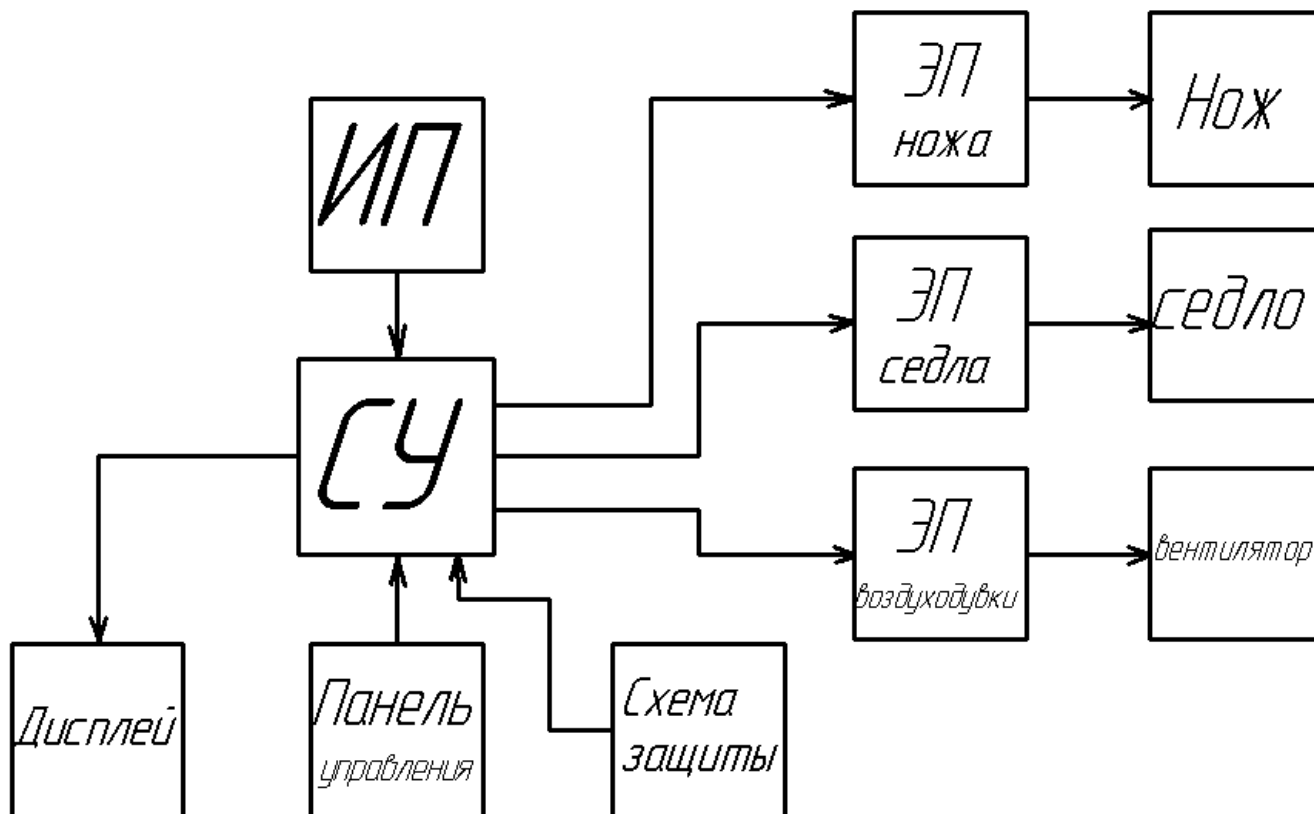 ЭП
ножа
Нож
ИП
ЭП
седла
седло
СУ
ЭП
воздуходувки
вентилятор
Дисплей
Панель
управления
Схема
защиты